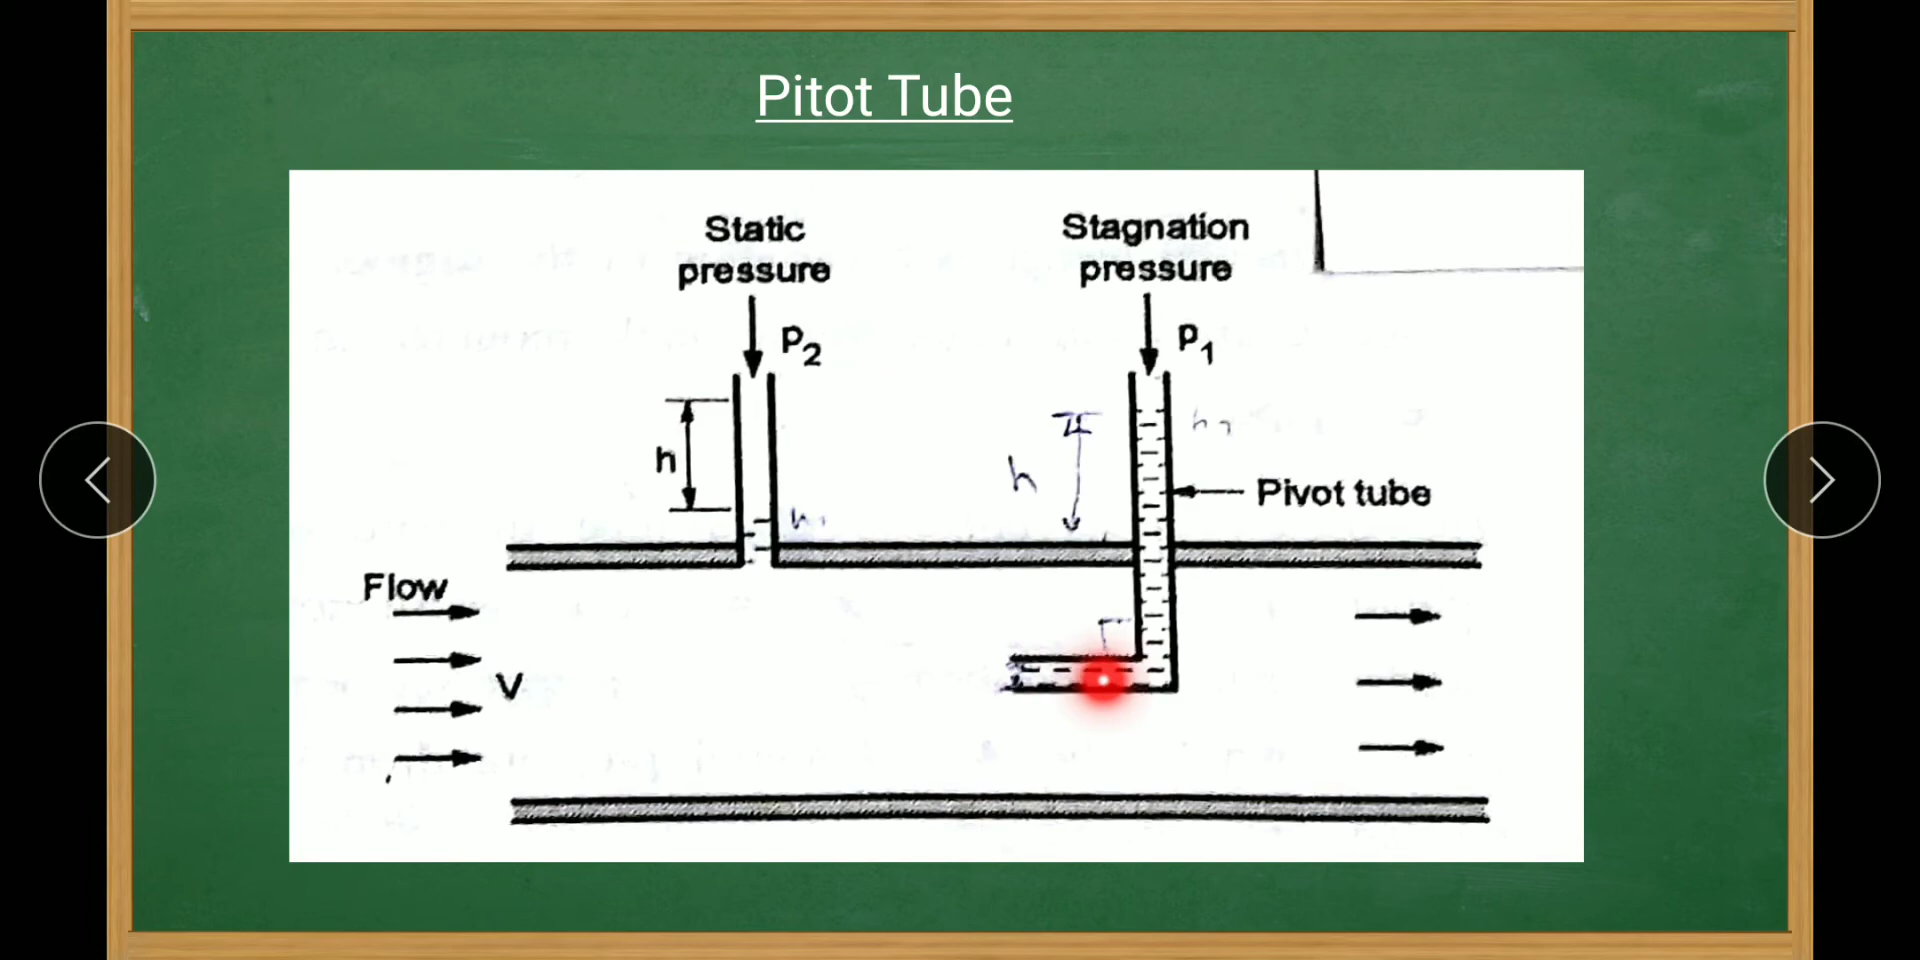 Pitot Tube
Static
pressure
Stagnation
pressure
P2
P1
h
h
Pivot tube
Flow
V